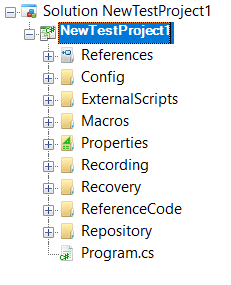 Solution NewTestProject1
NewTestProject1
References
Config
ExternalScripts
Macros
Properties
Recording
Recovery
ReferenceCode
Repository
Program.cs